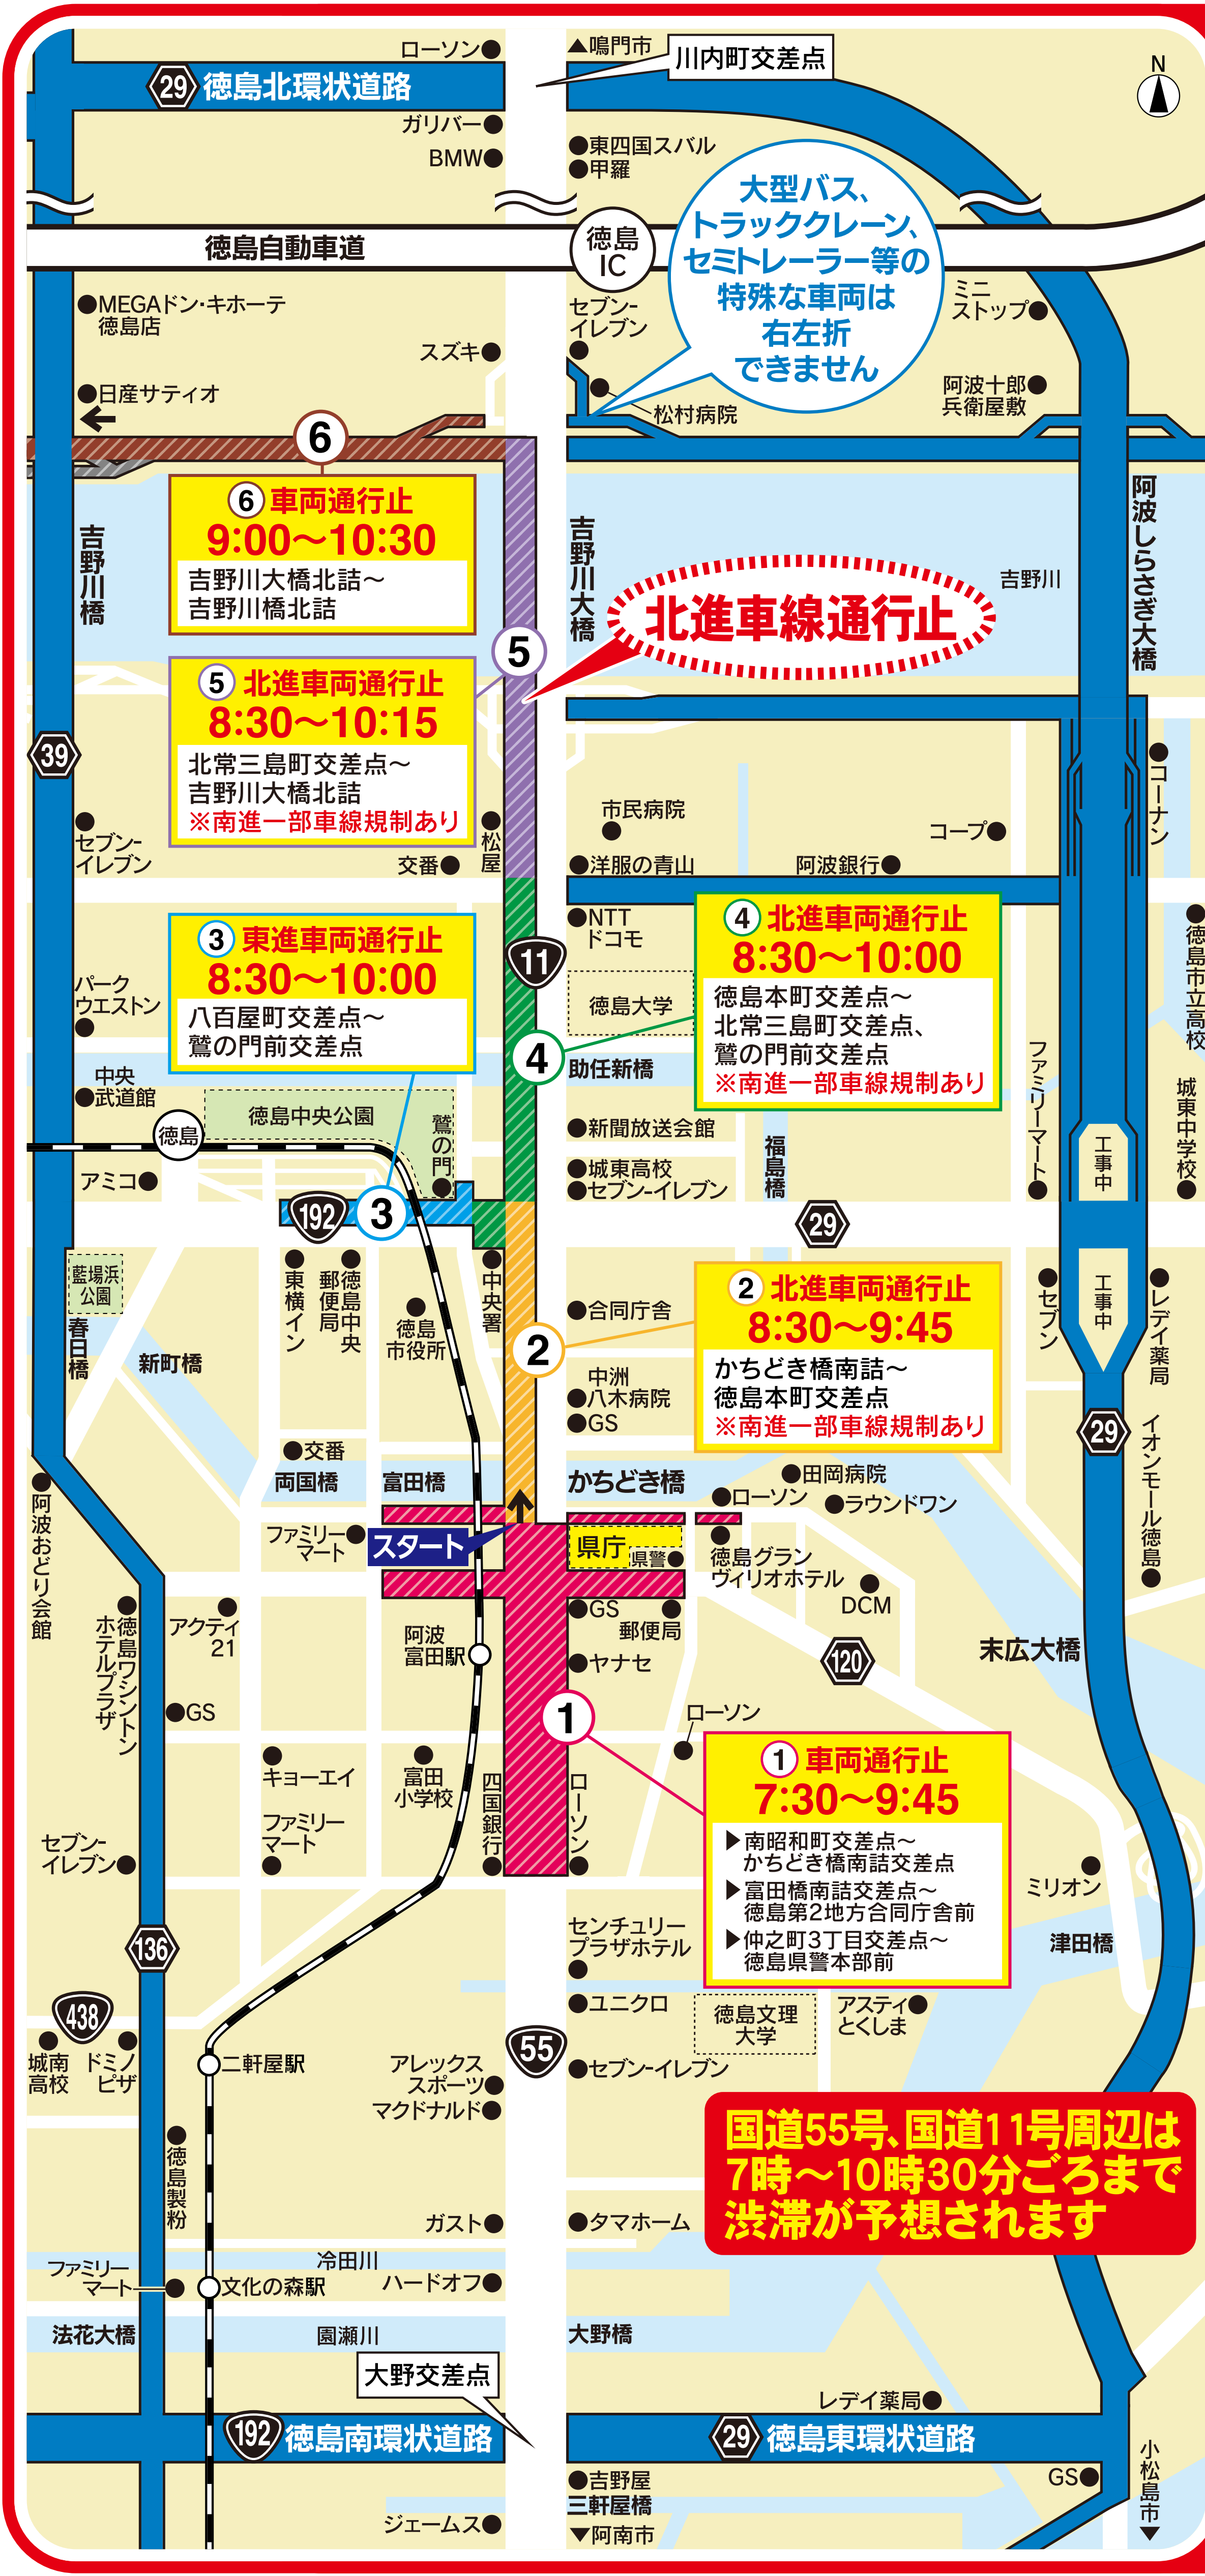 ローソン
▲鳴門市
川内町交差点
N
29 徳島北環状道路
ガリバー
BMW
東四国スバル
甲羅
大型バス、
トラッククレーン、
セミトレーラー等の
特殊な車両は
右左折
できません
徳島自動車道
徳島
IC
MEGAドン・キホーテ
徳島店
セブン-
イレブン
ミニ
ストップ
スズキ
日産サティオ
松村病院
阿波十郎
兵衛屋敷
6
6 車両通行止
9:00〜10:30
吉野川大橋北詰〜
吉野川橋北詰
吉野川橋
吉野川大橋
吉野川
阿波しらさぎ大橋
北進車線通行止
5
5 北進車両通行止
8:30〜10:15
北常三島町交差点〜
吉野川大橋北詰
※南進一部車線規制あり
39
セブン-
イレブン
交番
松屋
市民病院
洋服の青山
阿波銀行
コープ
コーナン
3 東進車両通行止
8:30〜10:00
八百屋町交差点〜
鷲の門前交差点
NTT
ドコモ
11
徳島大学
4 北進車両通行止
8:30〜10:00
徳島本町交差点〜
北常三島町交差点、
鷲の門前交差点
※南進一部車線規制あり
徳島市立高校
パーク
ウエストン
4
助任新橋
中央
武道館
徳島
徳島中央公園
鷲の門
新聞放送会館
城東高校
セブン-イレブン
福島橋
ファミリーマート
工事中
城東中学校
アミコ
192
3
29
藍場浜
公園
東横イン
徳島中央
郵便局
徳島
市役所
中央署
合同庁舎
2
2 北進車両通行止
8:30〜9:45
かちどき橋南詰〜
徳島本町交差点
※南進一部車線規制あり
セブン
工事中
レデイ薬局
春日橋
新町橋
中洲
八木病院
GS
29
イオンモール徳島
交番
両国橋
富田橋
かちどき橋
田岡病院
ローソン
ラウンドワン
阿波おどり会館
ファミリー
マート
スタート
県庁
県警
徳島グラン
ヴィリオホテル
DCM
徳島ワシントン
ホテルプラザ
アクティ
21
阿波
富田駅
GS
郵便局
ヤナセ
120
末広大橋
GS
1
ローソン
キョーエイ
富田
小学校
四国銀行
ローソン
1 車両通行止
7:30〜9:45
▶南昭和町交差点〜
かちどき橋南詰交差点
▶富田橋南詰交差点〜
徳島第2地方合同庁舎前
▶仲之町3丁目交差点〜
徳島県警本部前
ファミリー
マート
セブン-
イレブン
ミリオン
津田橋
136
センチュリー
プラザホテル
438
ユニクロ
徳島文理
大学
アスティ
とくしま
城南
高校
ドミノ
ピザ
二軒屋駅
55
アレックス
スポーツ
マクドナルド
セブン-イレブン
徳島製粉
国道55号、国道11号周辺は
7時〜10時30分ごろまで
渋滞が予想されます
ガスト
タマホーム
冷田川
ファミリー
マート
文化の森駅
ハードオフ
法花大橋
園瀬川
大野橋
大野交差点
レデイ薬局
192 徳島南環状道路
29 徳島東環状道路
吉野屋
三軒屋橋
GS
小松島市▼
ジェームス
▼阿南市